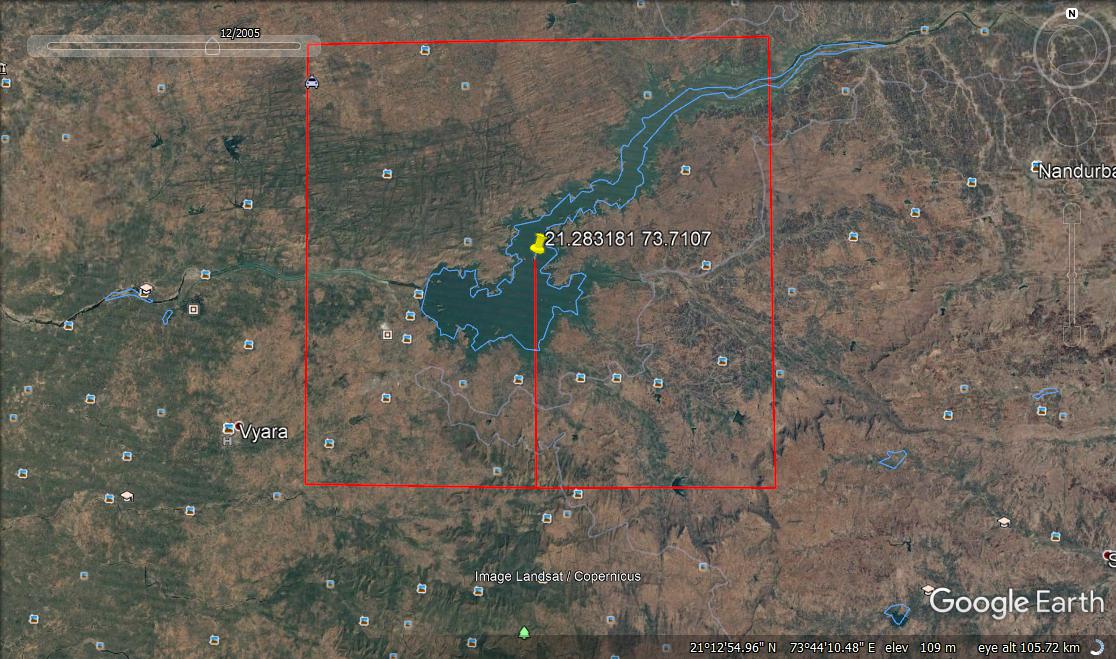 12/2005
N
Nandurba
21.283181 73.7107
Vyara
H
Image Landsat / Copernicus
S
Google Earth
21°12'54.96" N 73°44'10.48" E elev 109 m eye alt 105.72 km